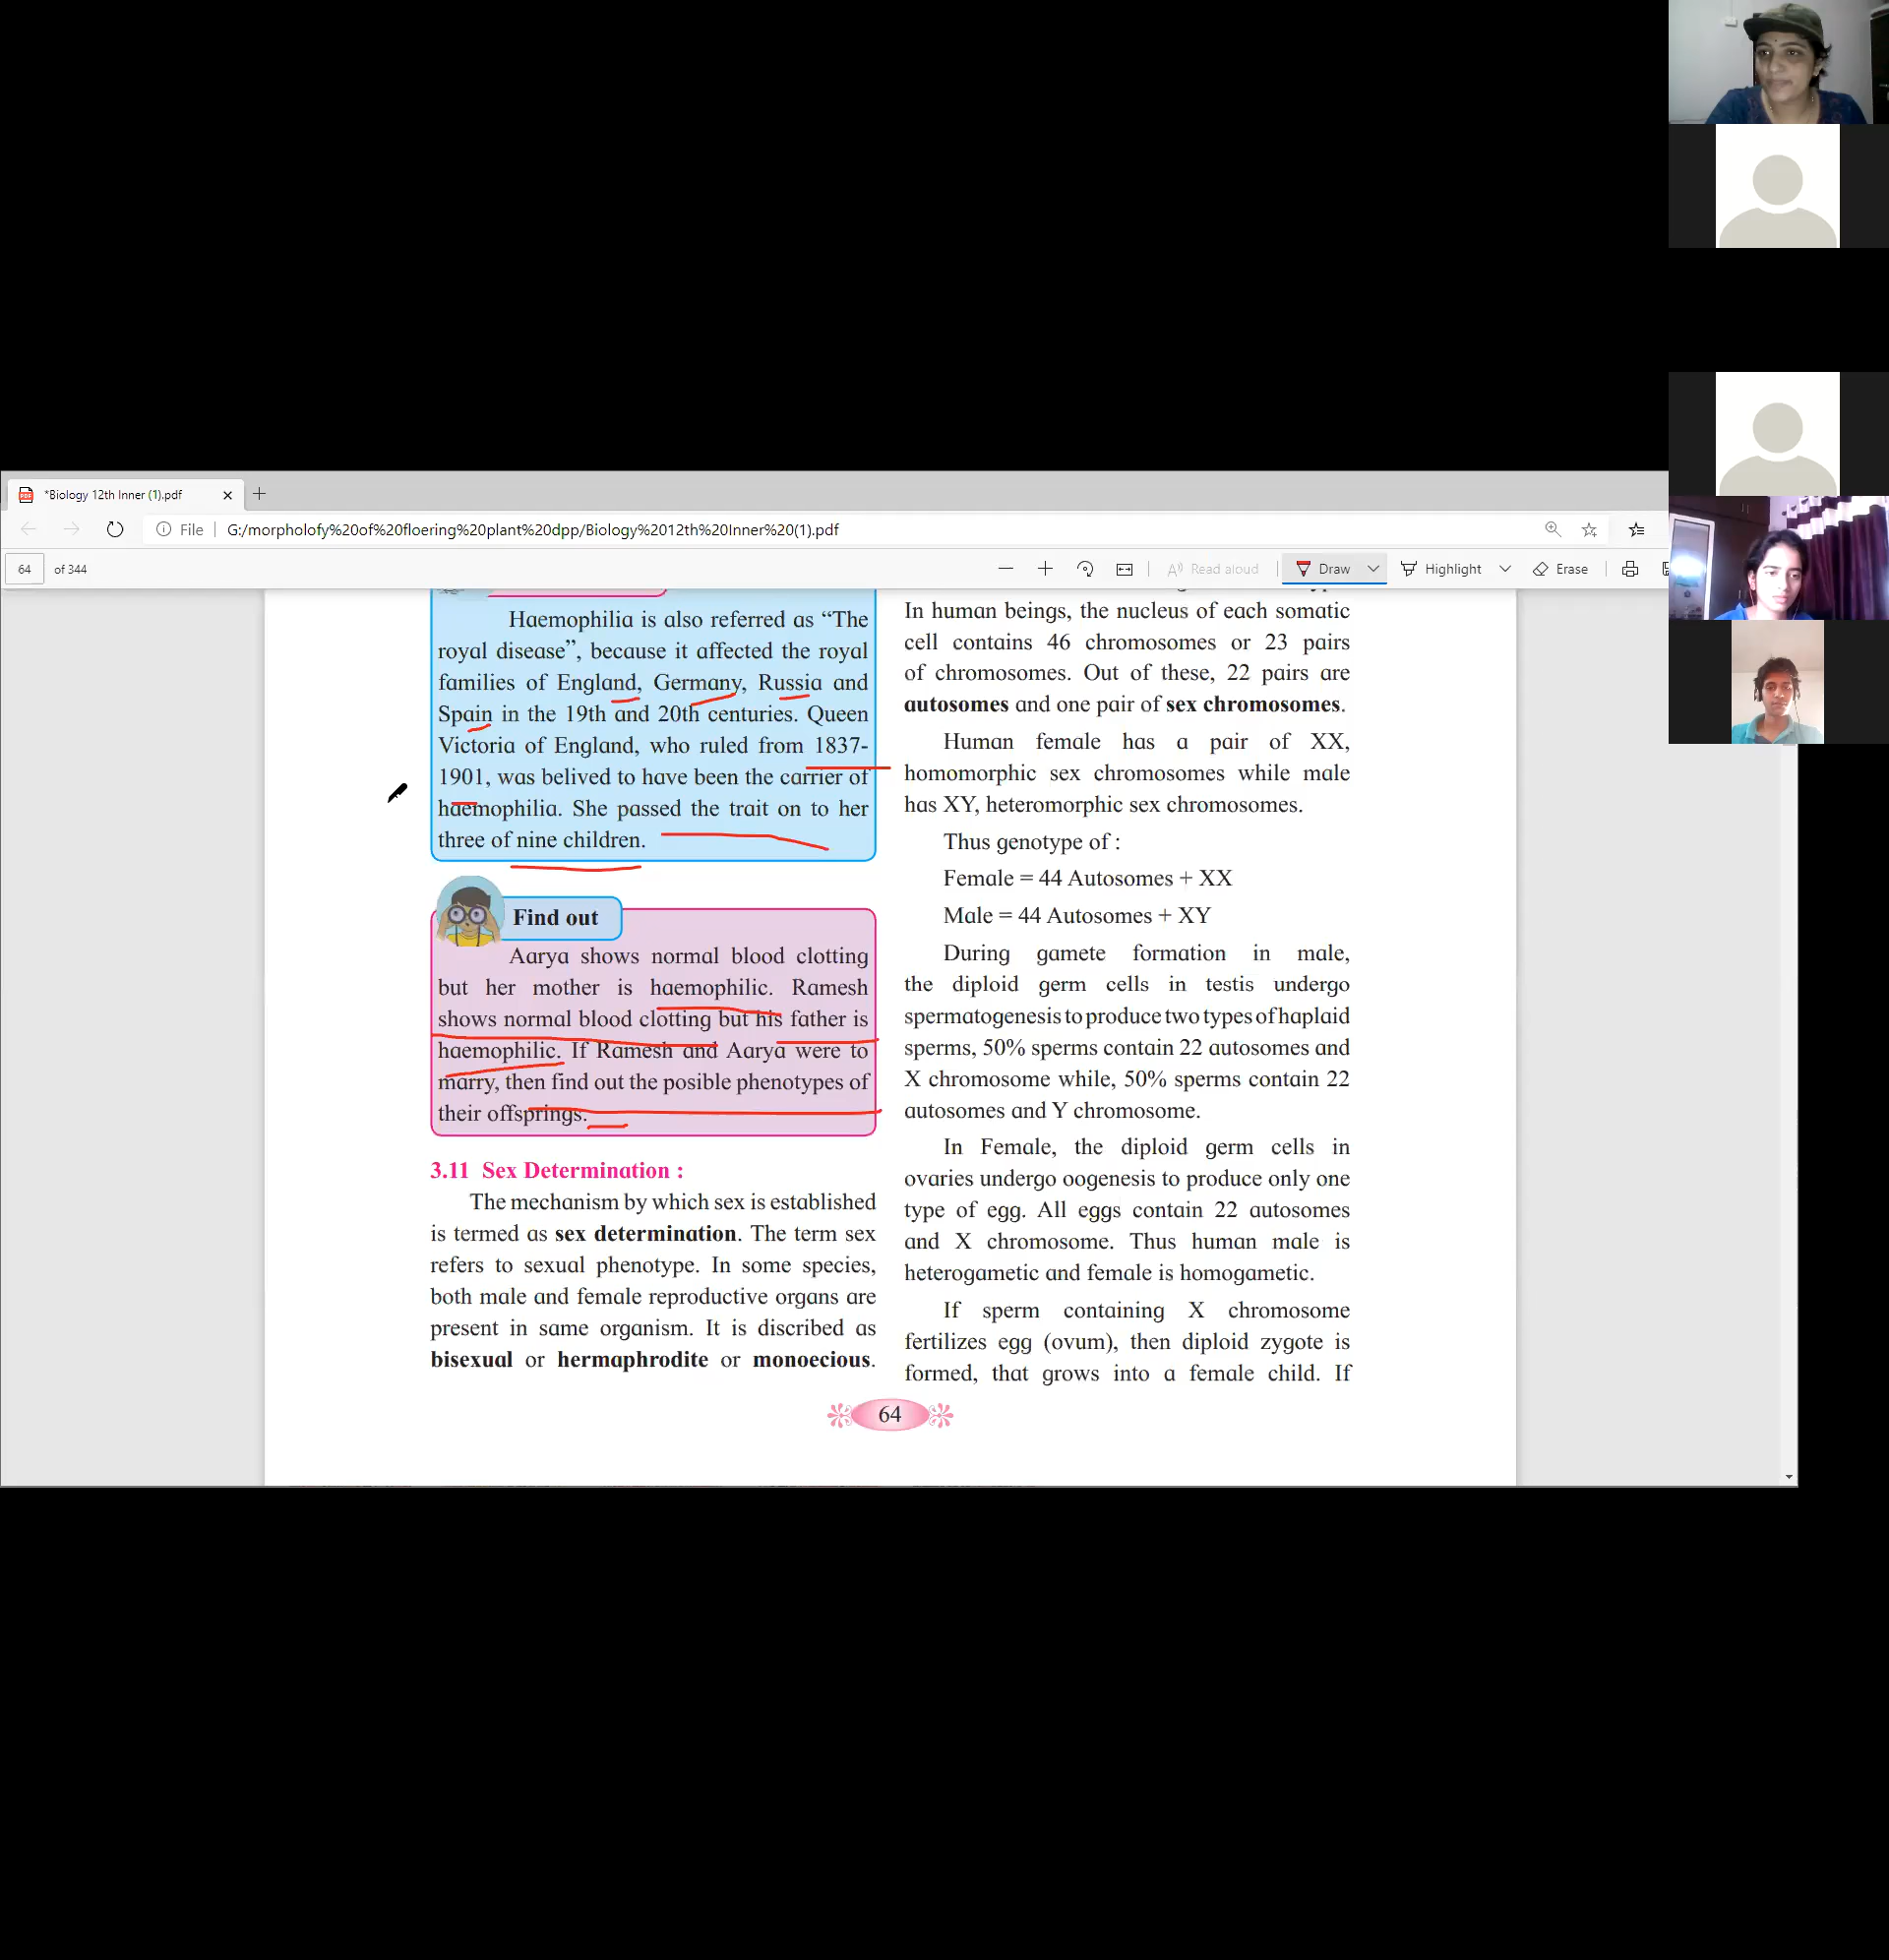 *Biology 12th Inner (1).pdf
File
G:/morpholofy%20of%20floering%20plant%20dpp/Biology%2012th%20Inner%20(1).pdf
64 of 344
Read aloud
Draw
Highlight
Erase
Haemophilia is also referred as “The
royal disease”, because it affected the royal
families of England, Germany, Russia and
Spain in the 19th and 20th centuries. Queen
Victoria of England, who ruled from 1837-
1901, was belived to have been the carrier of
haemophilia. She passed the trait on to her
three of nine children.
Find out
Aarya shows normal blood clotting
but her mother is haemophilic. Ramesh
shows normal blood clotting but his father is
haemophilic. If Ramesh and Aarya were to
marry, then find out the posible phenotypes of
their offsprings.
3.11 Sex Determination :
The mechanism by which sex is established
is termed as sex determination. The term sex
refers to sexual phenotype. In some species,
both male and female reproductive organs are
present in same organism. It is discribed as
bisexual or hermaphrodite or monoecious.
In human beings, the nucleus of each somatic
cell contains 46 chromosomes or 23 pairs
of chromosomes. Out of these, 22 pairs are
autosomes and one pair of sex chromosomes.
Human female has a pair of XX,
homomorphic sex chromosomes while male
has XY, heteromorphic sex chromosomes.
Thus genotype of :
Female = 44 Autosomes + XX
Male = 44 Autosomes + XY
During gamete formation in male,
the diploid germ cells in testis undergo
spermatogenesis to produce two types of haplaid
sperms, 50% sperms contain 22 autosomes and
X chromosome while, 50% sperms contain 22
autosomes and Y chromosome.
In Female, the diploid germ cells in
ovaries undergo oogenesis to produce only one
type of egg. All eggs contain 22 autosomes
and X chromosome. Thus human male is
heterogametic and female is homogametic.
If sperm containing X chromosome
fertilizes egg (ovum), then diploid zygote is
formed, that grows into a female child. If
64